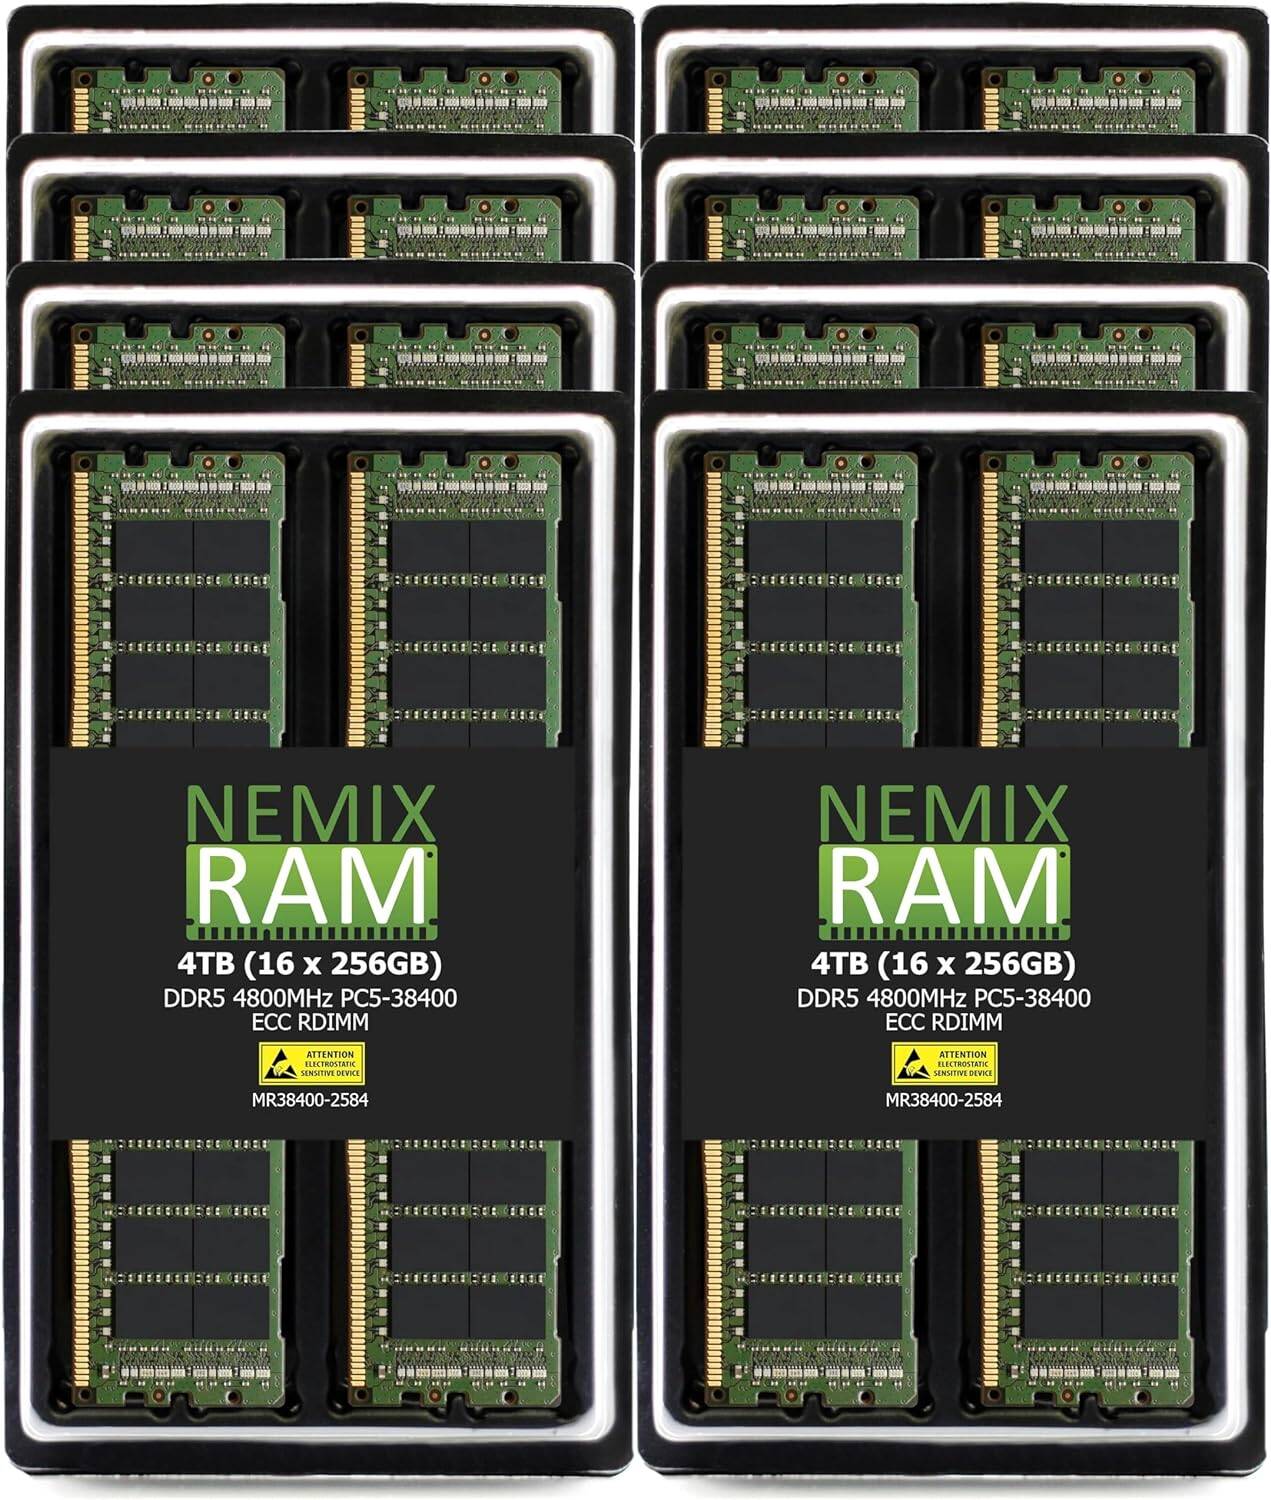 NEMIX
RAM
4TB (16 x 256GB)
DDR5 4800MHz PC5-38400
ECC RDIMM
ATTENTION
ELECTROSTATIC
SENSITIVE DEVICE
MR38400-2584
NEMIX
RAM
4TB (16 x 256GB)
DDR5 4800MHz PC5-38400
ECC RDIMM
ATTENTION
ELECTROSTATIC
SENSITIVE DEVICE
MR38400-2584